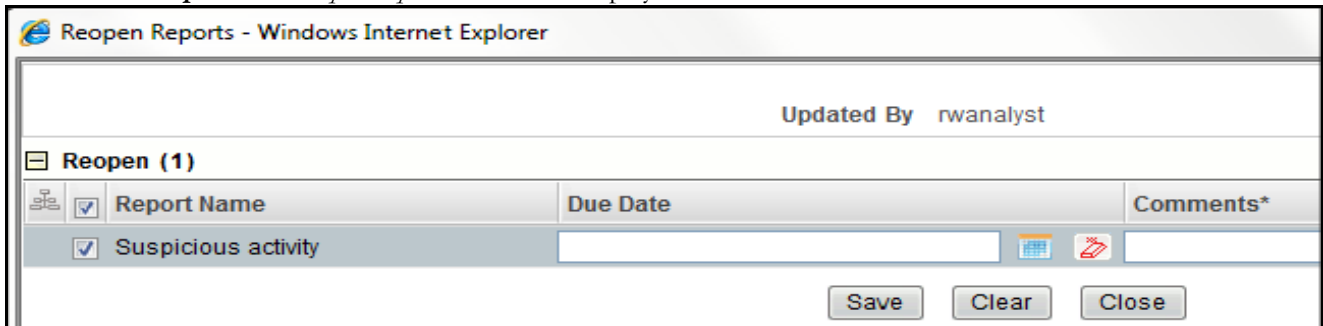 Reopen Reports - Windows Internet Explorer
Updated By rwanalyst
Reopen (1)
Report Name Due Date Comments*
Suspicious activity
Save Clear Close